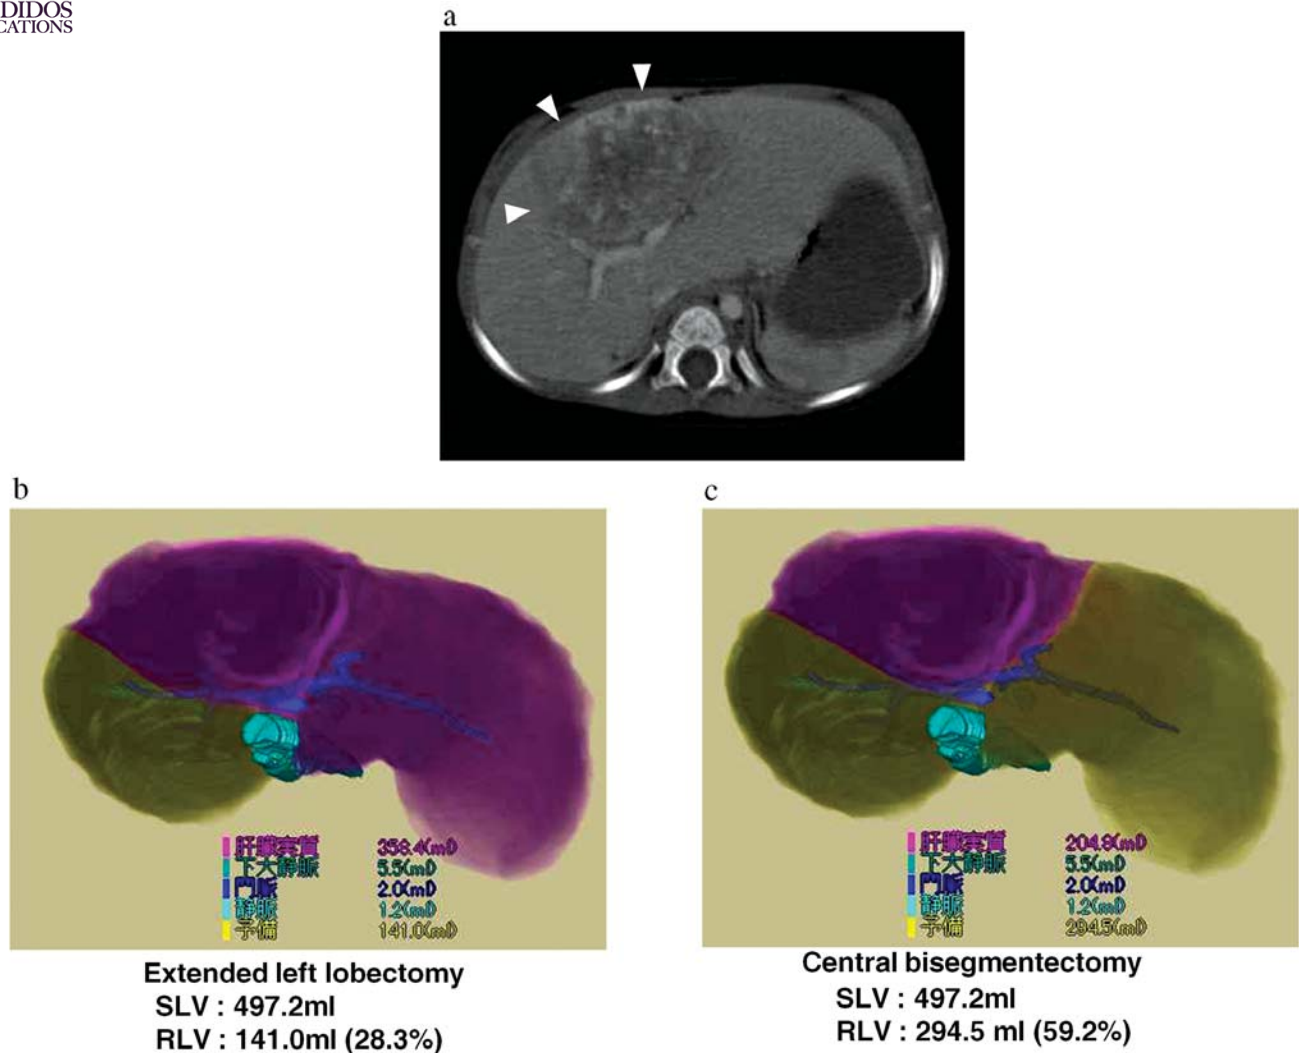 DIDOS
CATIONS
a
b
c
肝臓実質 358.4(ml)
下大静脈 5.5(ml)
門脈 2.0(ml)
静脈 1.2(ml)
予備 141.0(ml)
肝臓実質 204.8(ml)
下大静脈 5.5(ml)
門脈 2.0(ml)
静脈 1.2(ml)
予備 294.5(ml)
Extended left lobectomy
SLV : 497.2ml
RLV : 141.0ml (28.3%)
Central bisegmentectomy
SLV : 497.2ml
RLV : 294.5 ml (59.2%)